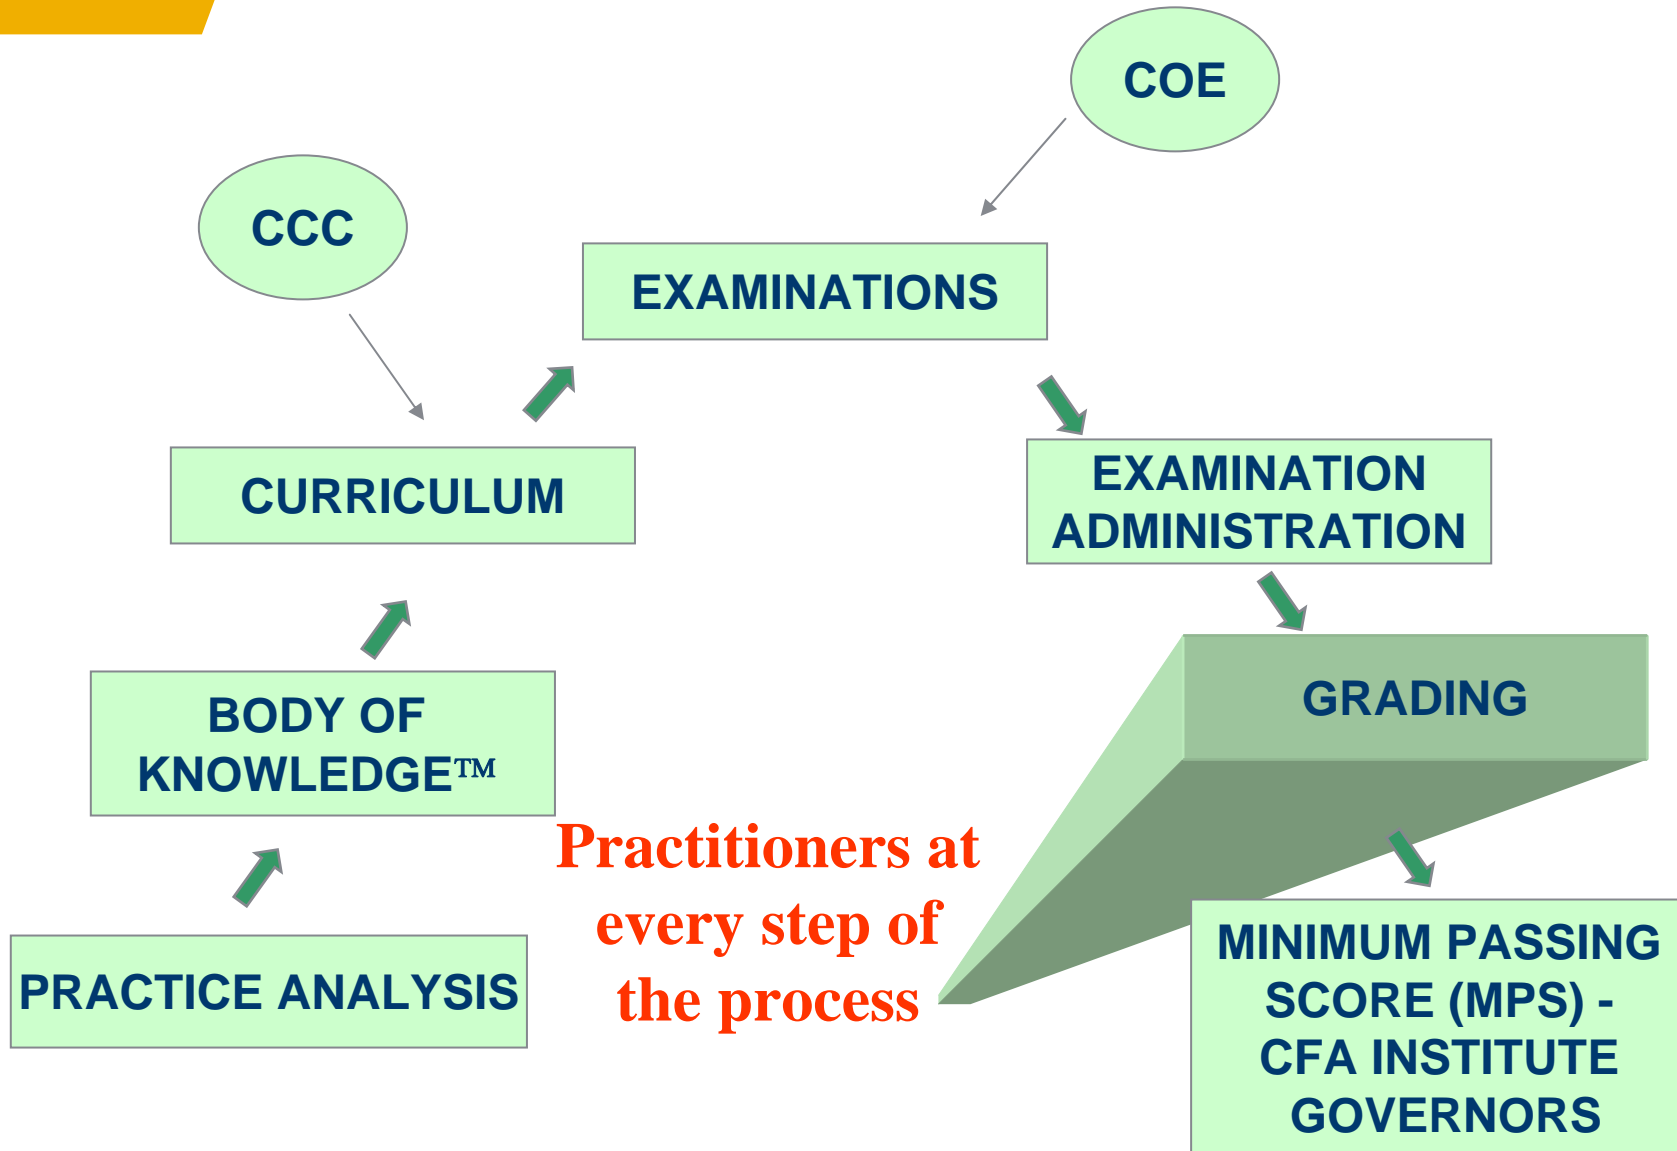 COE
CCC
EXAMINATIONS
CURRICULUM
EXAMINATION
ADMINISTRATION
BODY OF
KNOWLEDGE™
GRADING
Practitioners at
every step of
the process
PRACTICE ANALYSIS
MINIMUM PASSING
SCORE (MPS) -
CFA INSTITUTE
GOVERNORS